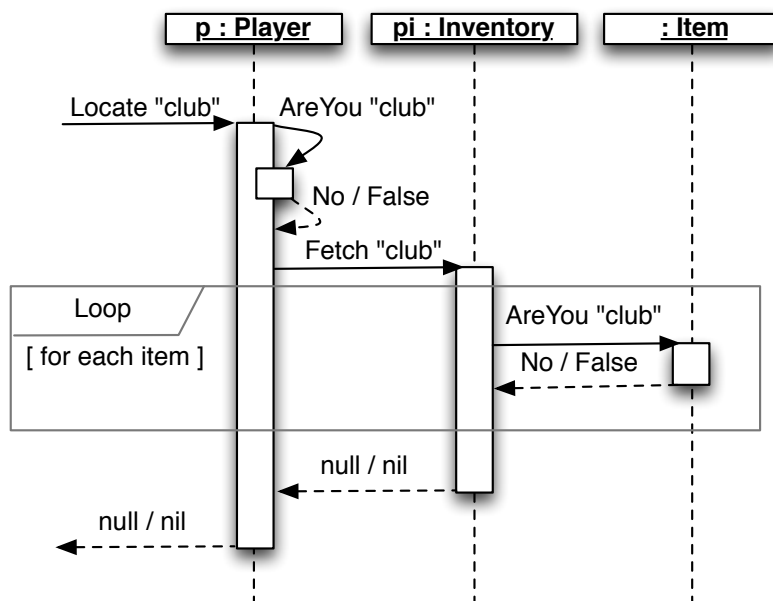 p : Player
pi : Inventory
: Item
Locate "club"
AreYou "club"
No / False
Fetch "club"
Loop
[ for each item ]
AreYou "club"
No / False
null / nil
null / nil